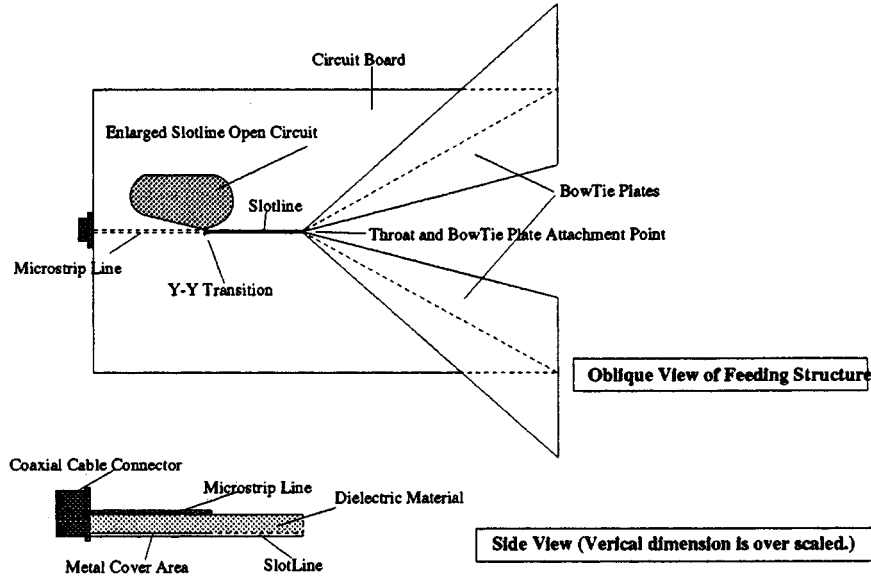 Circuit Board
Enlarged Slotline Open Circuit
Slotline
BowTie Plates
Throat and BowTie Plate Attachment Point
Microstrip Line
Y-Y Transition
Oblique View of Feeding Structure
Coaxial Cable Connector
Microstrip Line
Dielectric Material
Side View (Verical dimension is over scaled.)
Metal Cover Area
SlotLine